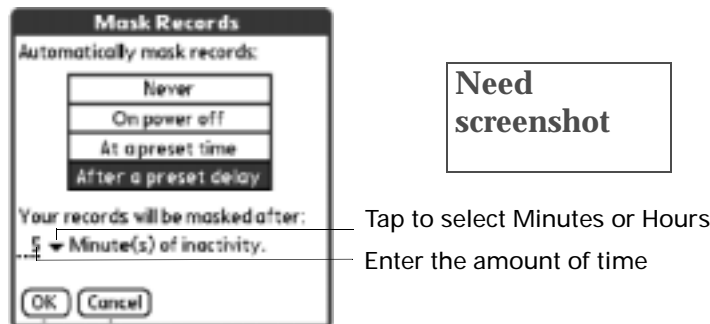 Mask Records
Automatically mask records:
Never
On power off
At a preset time
After a preset delay
Your records will be masked after:
5 Minute(s) of inactivity.
OK Cancel
Need
screenshot
Tap to select Minutes or Hours
Enter the amount of time